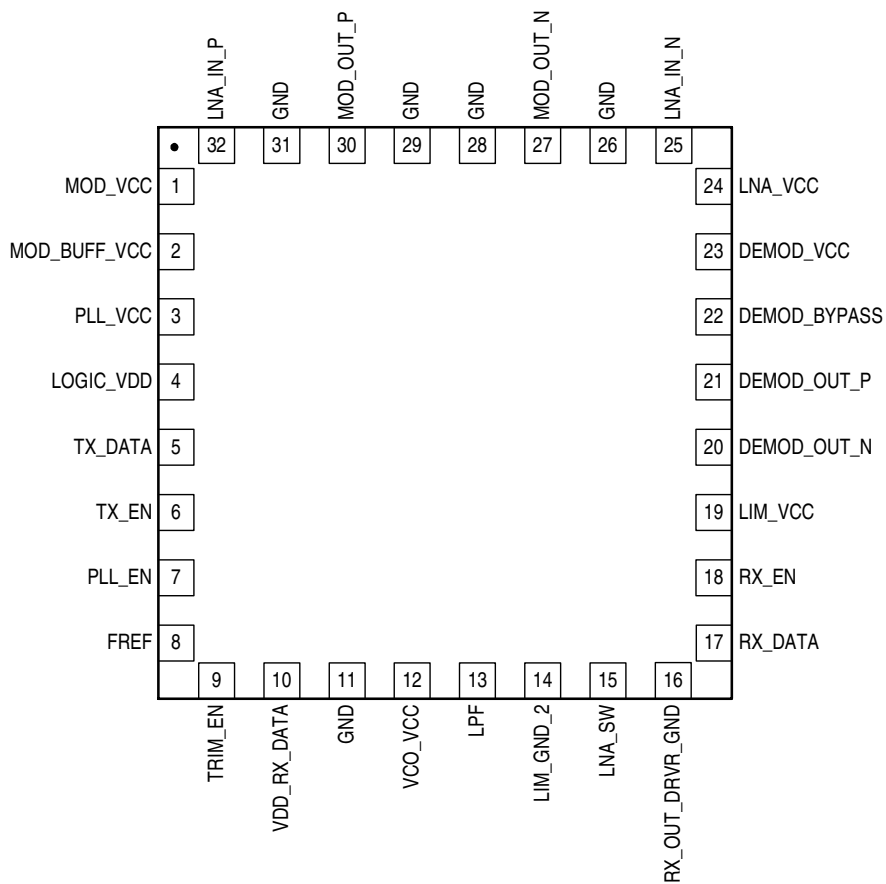 LNA_IN_P
GND
MOD_OUT_P
GND
GND
MOD_OUT_N
GND
LNA_IN_N
32 31 30 29 28 27 26 25
MOD_VCC 1
24 LNA_VCC
MOD_BUFF_VCC 2
23 DEMOD_VCC
PLL_VCC 3
22 DEMOD_BYPASS
LOGIC_VDD 4
21 DEMOD_OUT_P
TX_DATA 5
20 DEMOD_OUT_N
TX_EN 6
19 LIM_VCC
PLL_EN 7
18 RX_EN
FREF 8
17 RX_DATA
9 10 11 12 13 14 15 16
TRIM_EN
VDD_RX_DATA
GND
VCO_VCC
LPF
LIM_GND_2
LNA_SW
RX_OUT_DRVR_GND